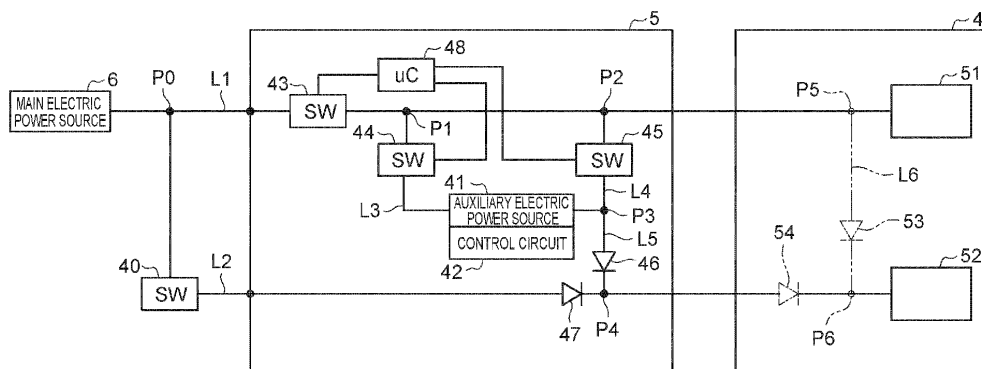 5
4
6
48
51
P0
L1
43
uC
P2
P5
MAIN ELECTRIC
POWER SOURCE
SW
P1
44
45
SW
SW
41
L4
L6
L3
AUXILIARY ELECTRIC
POWER SOURCE
P3
CONTROL CIRCUIT
L5
53
42
46
54
52
40
L2
SW
47
P4
P6